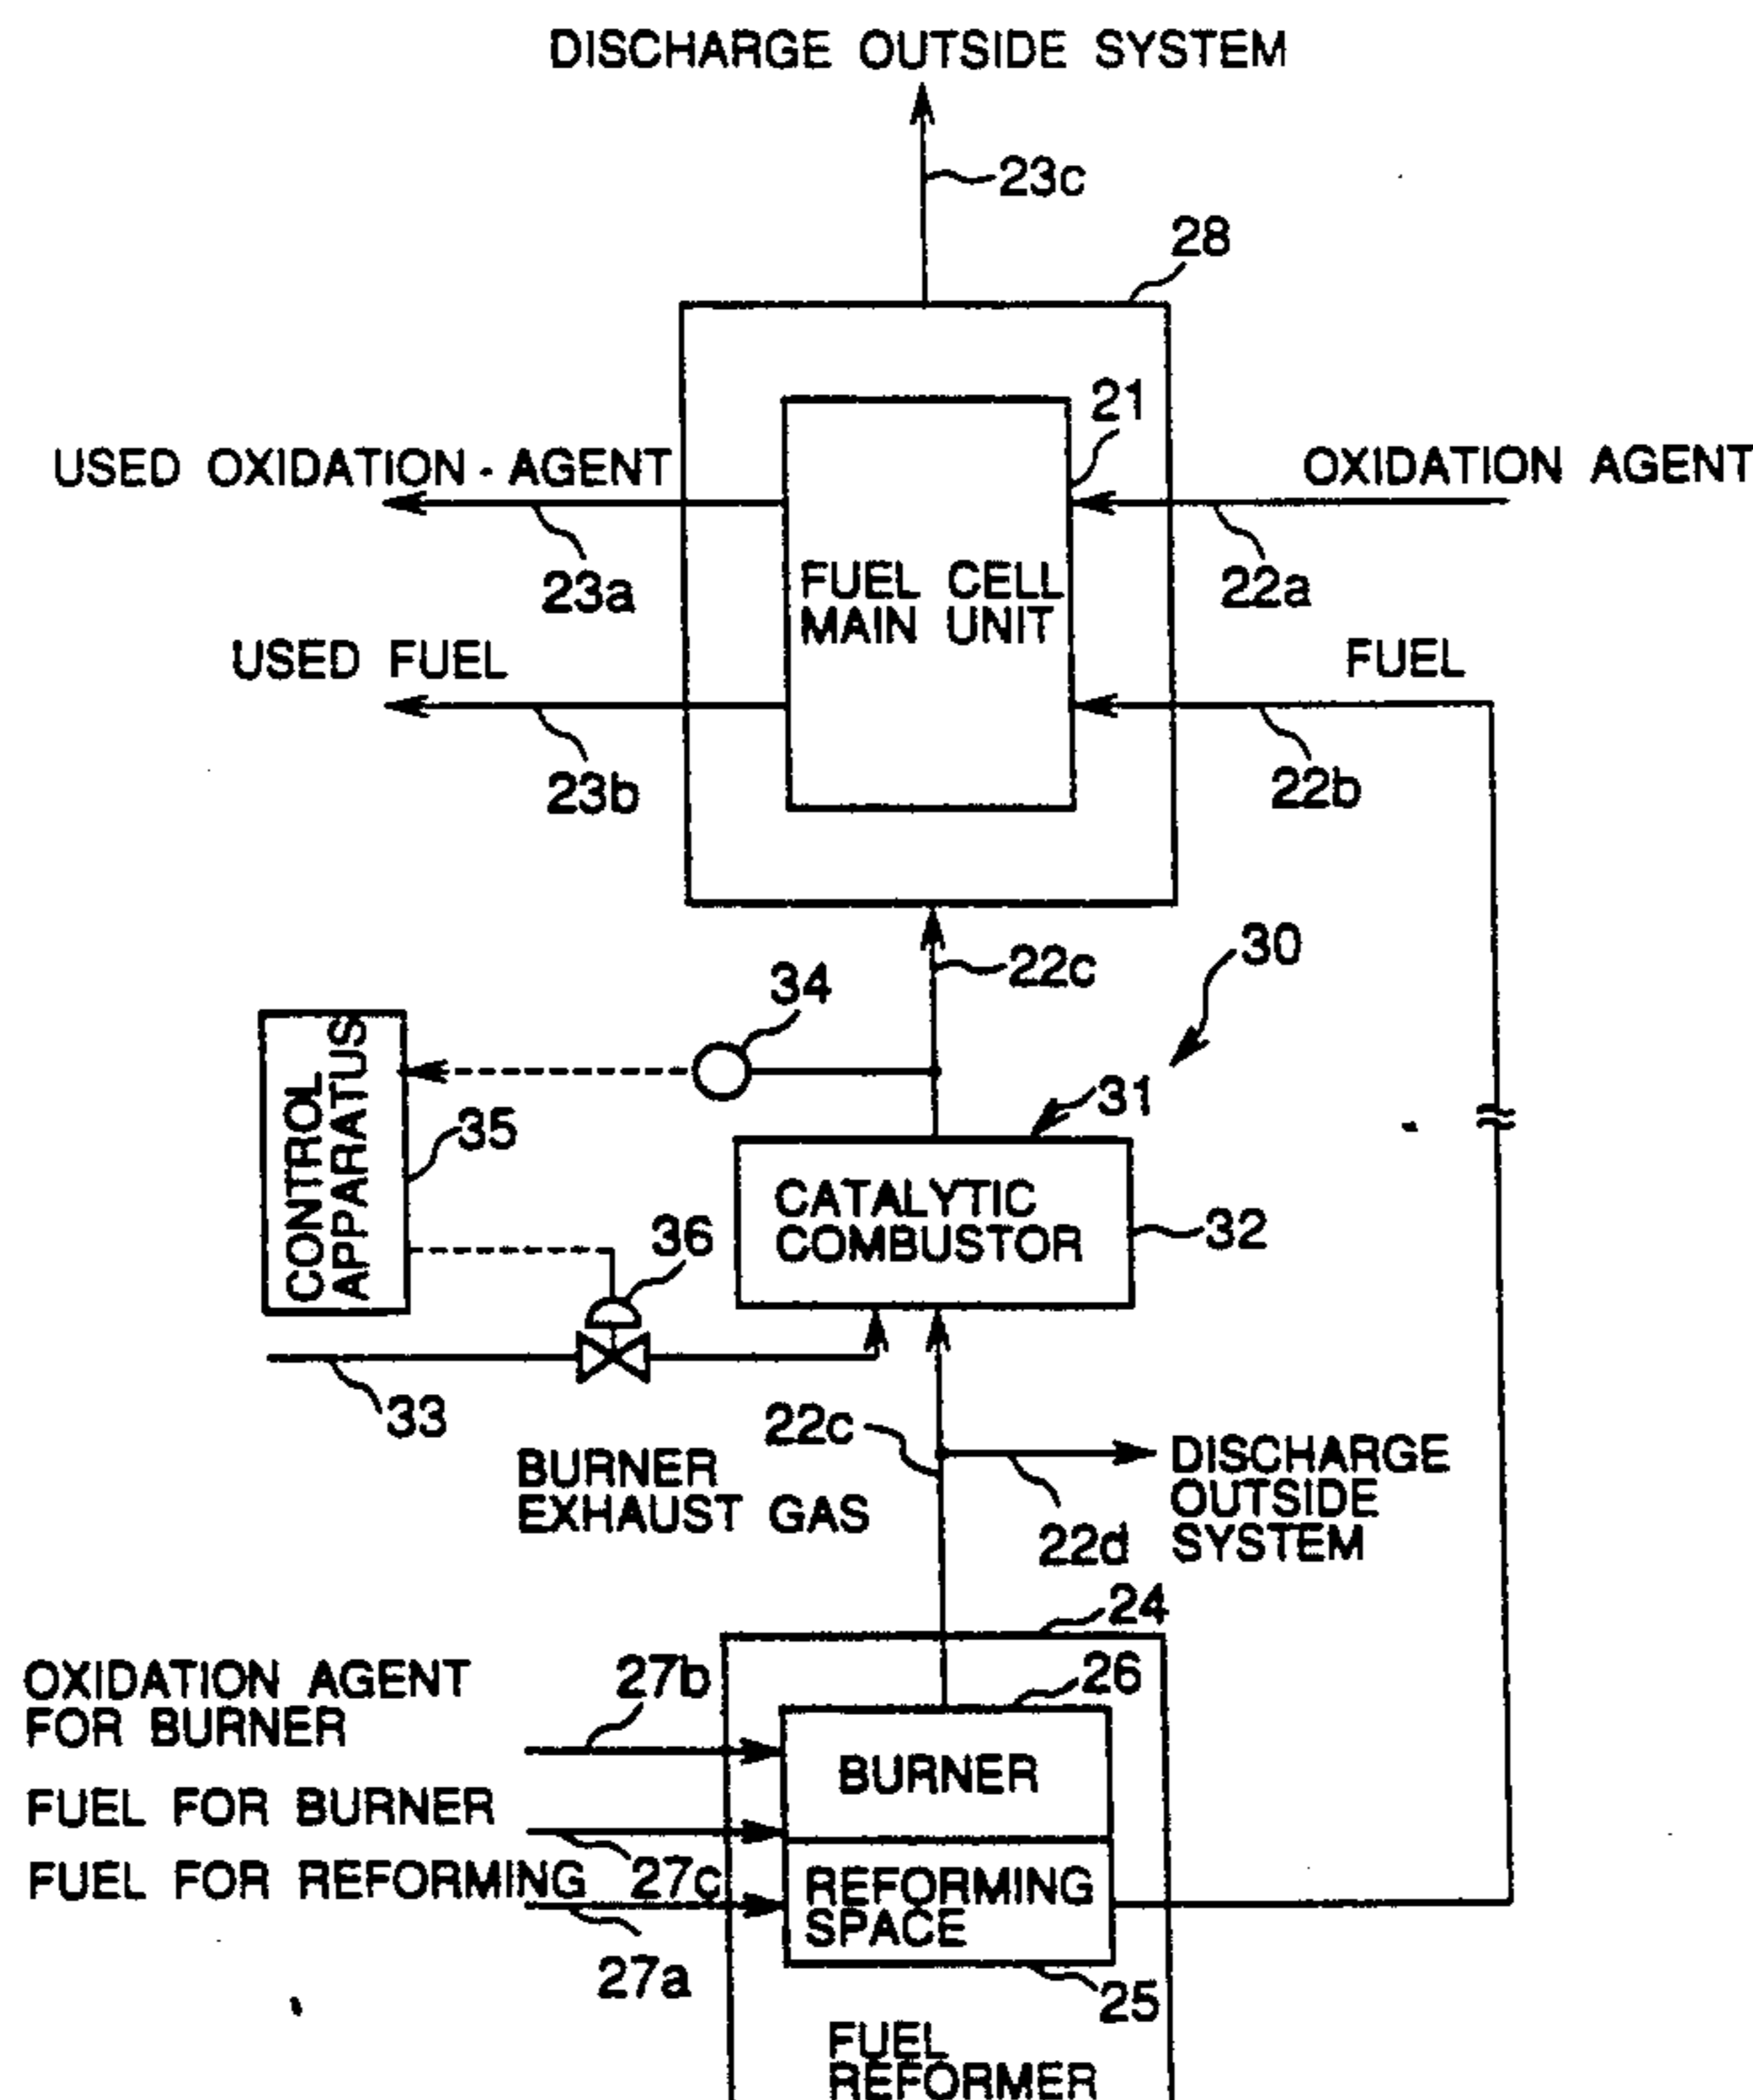 DISCHARGE OUTSIDE SYSTEM
23c
28
21
USED OXIDATION - AGENT
OXIDATION AGENT
23a
FUEL CELL
MAIN UNIT
22a
USED FUEL
FUEL
23b
22b
22c
30
34
CONTROL
APPARATUS
35
31
CATALYTIC
COMBUSTOR
32
36
33
22c
BURNER
EXHAUST GAS
DISCHARGE
OUTSIDE
SYSTEM
22d
24
OXIDATION AGENT
FOR BURNER
27b
26
BURNER
FUEL FOR BURNER
27c
FUEL FOR REFORMING
REFORMING
SPACE
27a
25
FUEL
REFORMER